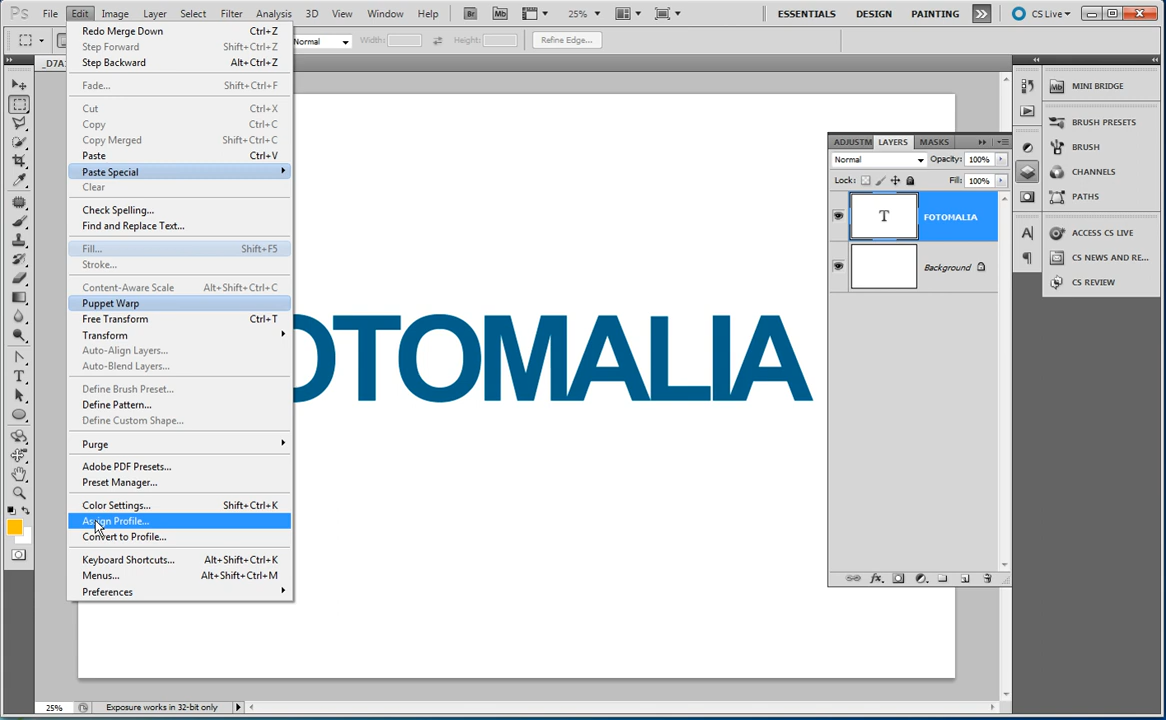 Ps File Edit Image Layer Select Filter Analysis 3D View Window Help Br Mb 25% ESSENTIALS DESIGN PAINTING CS Live
Normal Width: Height: Refine Edge...
_D7A
Redo Merge Down Ctrl+Z
Step Forward Shift+Ctrl+Z
Step Backward Alt+Ctrl+Z
Fade... Shift+Ctrl+F
Cut Ctrl+X
Copy Ctrl+C
Copy Merged Shift+Ctrl+C
Paste Ctrl+V
Paste Special
Clear
Check Spelling...
Find and Replace Text...
Fill... Shift+F5
Stroke...
Content-Aware Scale Alt+Shift+Ctrl+C
Puppet Warp
Free Transform Ctrl+T
Transform
Auto-Align Layers...
Auto-Blend Layers...
Define Brush Preset...
Define Pattern...
Define Custom Shape...
Purge
Adobe PDF Presets...
Preset Manager...
Color Settings... Shift+Ctrl+K
Assign Profile...
Convert to Profile...
Keyboard Shortcuts... Alt+Shift+Ctrl+K
Menus... Alt+Shift+Ctrl+M
Preferences
OTOMALIA
ADJUSTM LAYERS MASKS
Normal Opacity: 100%
Lock: Fill: 100%
T FOTOMALIA
Background
fx
Mb MINI BRIDGE
BRUSH PRESETS
BRUSH
CHANNELS
PATHS
ACCESS CS LIVE
CS NEWS AND RE...
CS REVIEW
25% Exposure works in 32-bit only